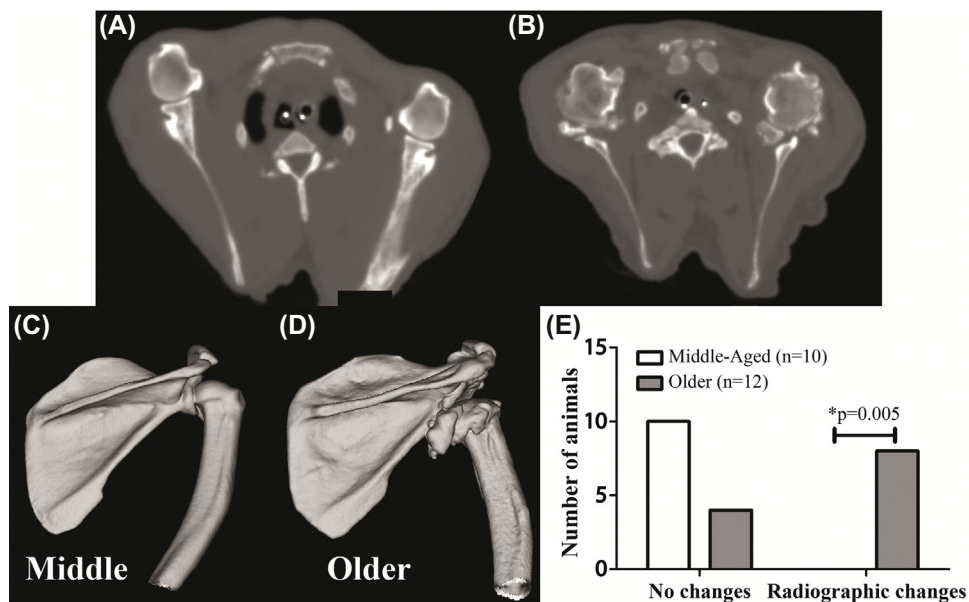 (A)
(B)
(C)
(D)
(E)
Middle
Older
15
10
5
0
Number of animals
Middle-Aged (n=10)
Older (n=12)
*p=0.005
No changes
Radiographic changes